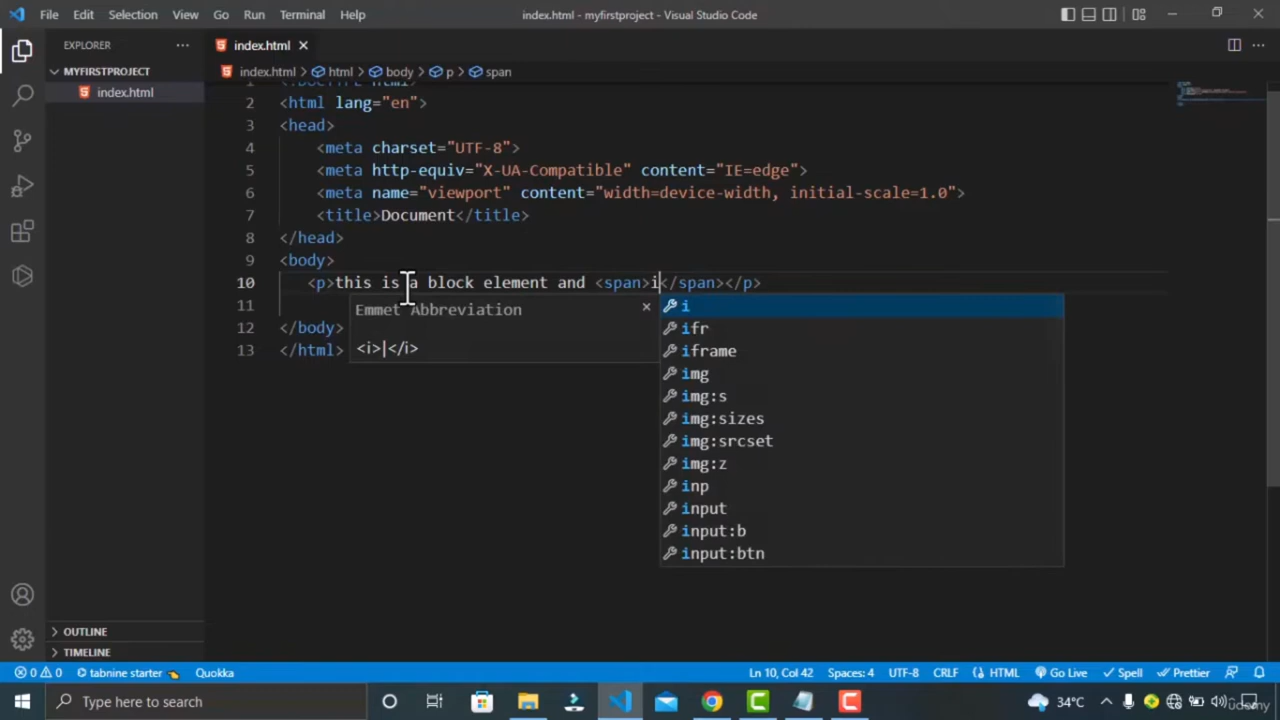 File Edit Selection View Go Run Terminal Help
index.html - myfirstproject - Visual Studio Code
EXPLORER
index.html
MYFIRSTPROJECT
index.html
index.html > html > body > p > span
<!DOCTYPE html>
2 <html lang="en">
3 <head>
4 <meta charset="UTF-8">
5 <meta http-equiv="X-UA-Compatible" content="IE=edge">
6 <meta name="viewport" content="width=device-width, initial-scale=1.0">
7 <title>Document</title>
8 </head>
9 <body>
10 <p>this is a block element and <span>i</span></p>
11
12 </body>
13 </html>
Emmet Abbreviation
<i>|</i>
i
ifr
iframe
img
img:s
img:sizes
img:srcset
img:z
inp
input
input:b
input:btn
OUTLINE
TIMELINE
0 0 tabnine starter Quokka
Ln 10, Col 42 Spaces: 4 UTF-8 CRLF HTML Go Live Spell Prettier
Type here to search
34°C
udemy